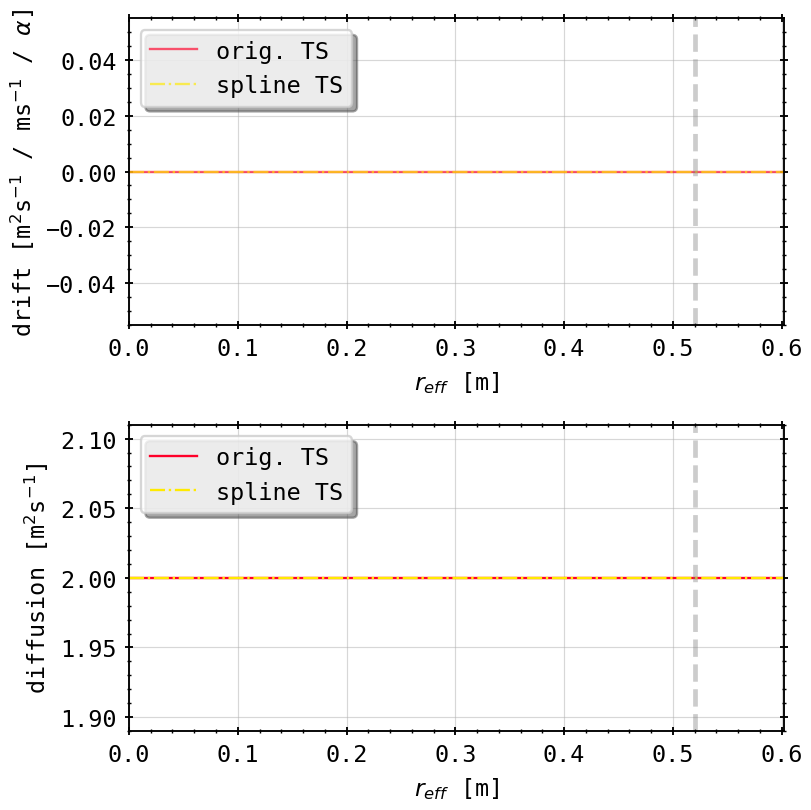 drift [m²s⁻¹ / ms⁻¹ / α]
orig. TS
spline TS
0.04
0.02
0.00
−0.02
−0.04
0.0 0.1 0.2 0.3 0.4 0.5 0.6
r_eff [m]
diffusion [m²s⁻¹]
orig. TS
spline TS
2.10
2.05
2.00
1.95
1.90
0.0 0.1 0.2 0.3 0.4 0.5 0.6
r_eff [m]